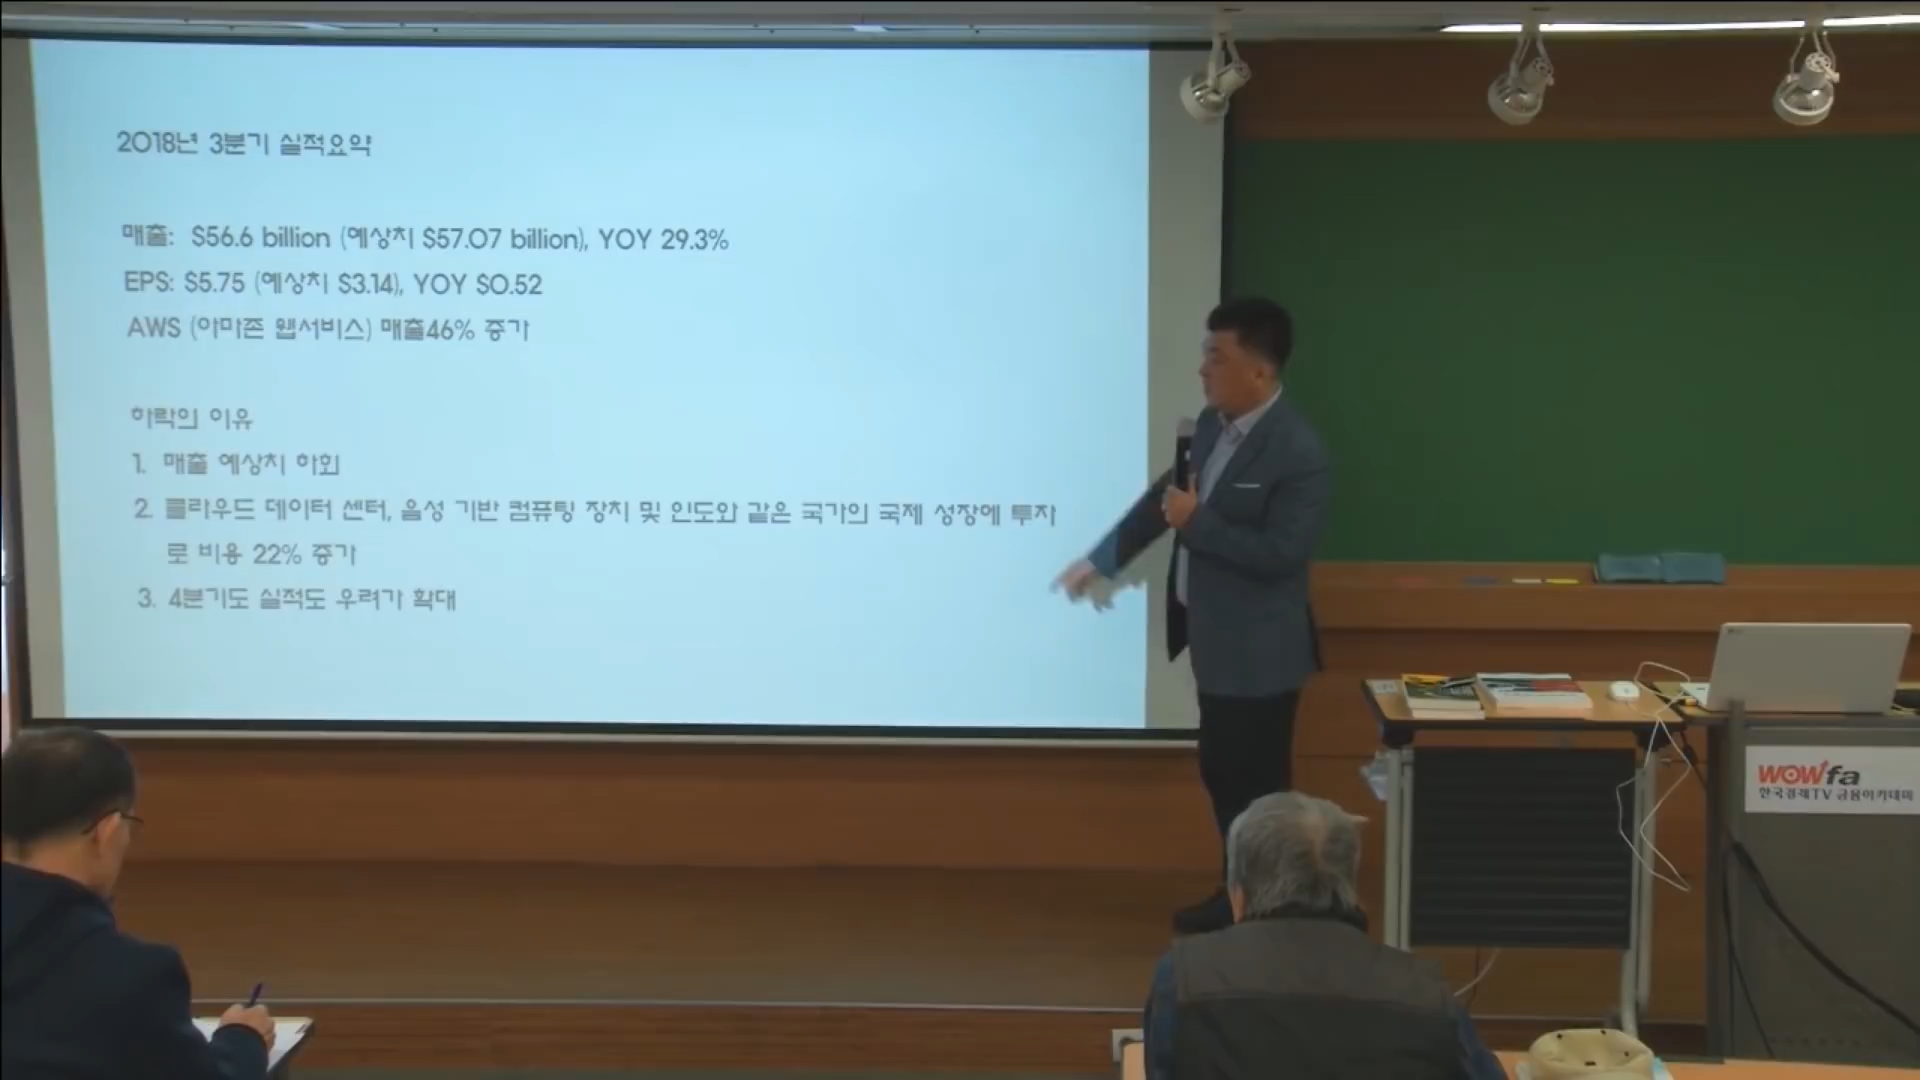 2018년 3분기 실적요약
매출: $56.6 billion (예상치 $57.07 billion), YOY 29.3%
EPS: $5.75 (예상치 $3.14), YOY $0.52
AWS (아마존 웹서비스) 매출46% 증가
하락의 이유
1. 매출 예상치 하회
2. 클라우드 데이터 센터, 음성 기반 컴퓨팅 장치 및 인도와 같은 국가의 국제 성장에 투자
로 비용 22% 증가
3. 4분기도 실적도 우려가 확대
WOWfa
한국경제TV 금융아카데미